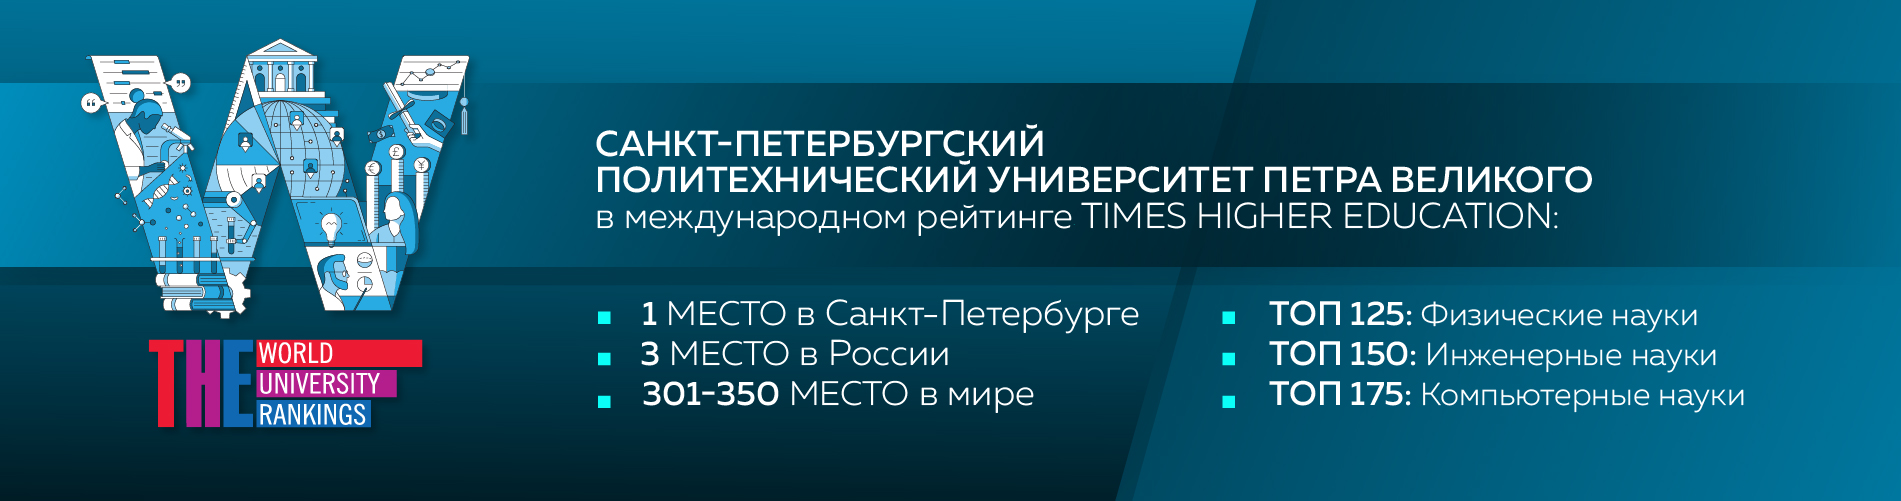 САНКТ-ПЕТЕРБУРГСКИЙ
ПОЛИТЕХНИЧЕСКИЙ УНИВЕРСИТЕТ ПЕТРА ВЕЛИКОГО
в международном рейтинге TIMES HIGHER EDUCATION:
1 МЕСТО в Санкт-Петербурге
3 МЕСТО в России
301-350 МЕСТО в мире
ТОП 125: Физические науки
ТОП 150: Инженерные науки
ТОП 175: Компьютерные науки
THE
WORLD
UNIVERSITY
RANKINGS